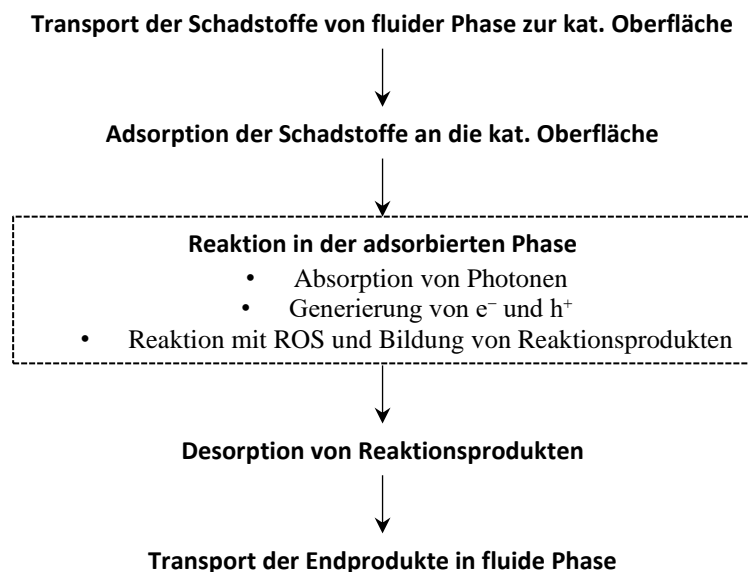 Transport der Schadstoffe von fluider Phase zur kat. Oberfläche
Adsorption der Schadstoffe an die kat. Oberfläche
Reaktion in der adsorbierten Phase
• Absorption von Photonen
• Generierung von e⁻ und h⁺
• Reaktion mit ROS und Bildung von Reaktionsprodukten
Desorption von Reaktionsprodukten
Transport der Endprodukte in fluide Phase